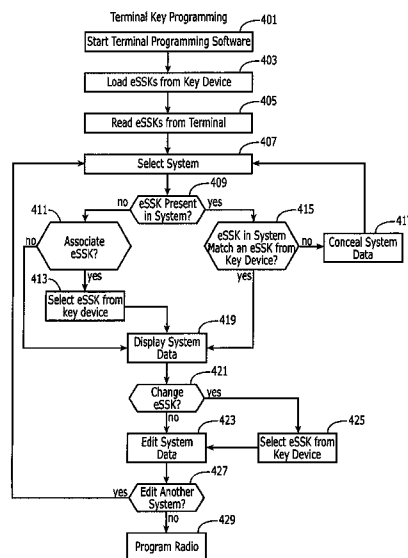 Terminal Key Programming
401
Start Terminal Programming Software
403
Load eSSKs from Key Device
405
Read eSSKs from Terminal
407
Select System
409
eSSK Present
in System?
no
yes
411
Associate
eSSK?
no
yes
415
eSSK in System
Match an eSSK from
Key Device?
no
yes
417
Conceal System
Data
413
Select eSSK from
key device
419
Display System
Data
421
Change
eSSK?
yes
no
423
Edit System
Data
425
Select eSSK from
Key Device
427
Edit Another
System?
yes
no
429
Program Radio